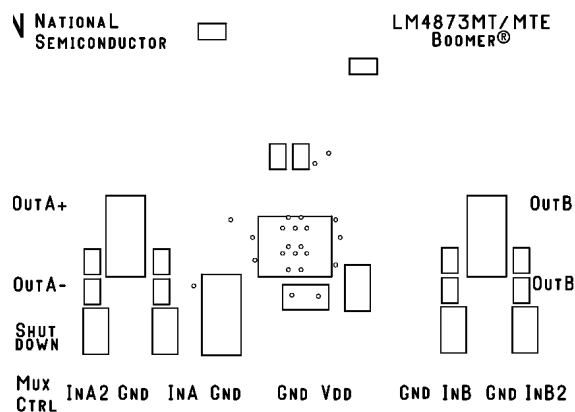 NATIONAL
SEMICONDUCTOR
LM4873MT/MTE
BOOMER®
OUTA+
OUTB
OUTA-
OUTB
SHUT
DOWN
MUX
CTRL
INA2 GND INA GND GND VDD GND INB GND INB2